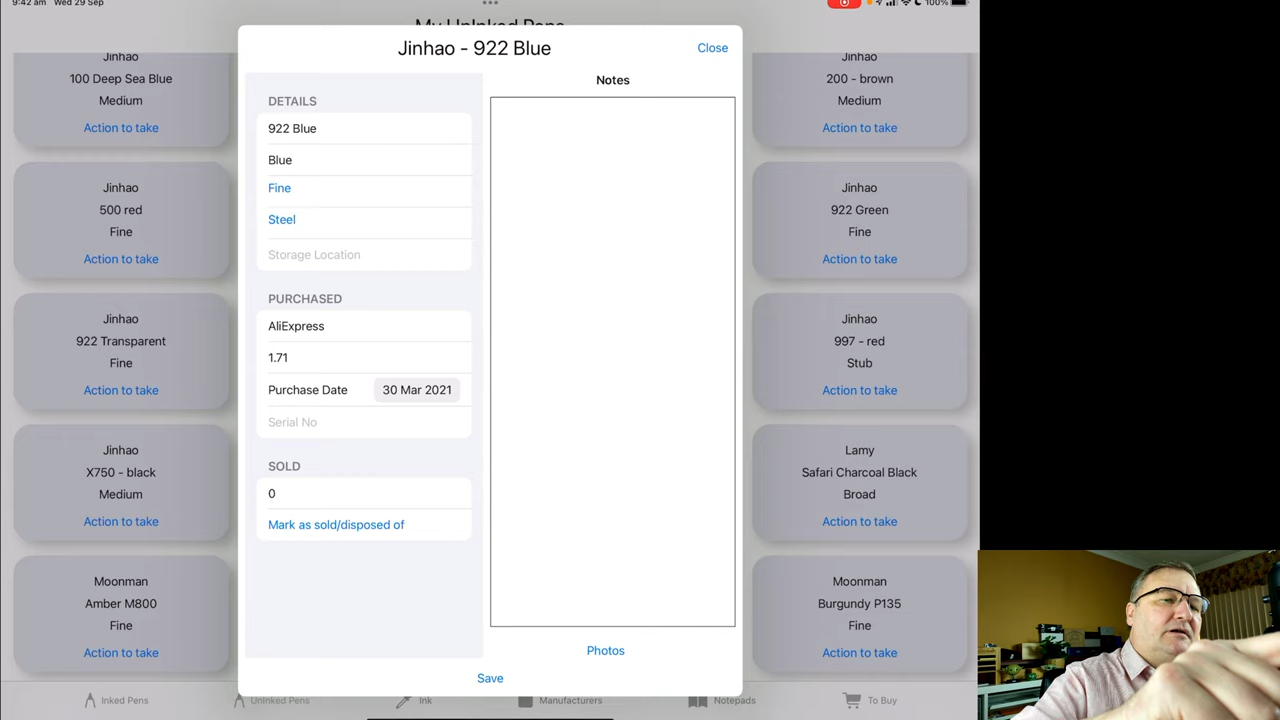 9:42 am Wed 29 Sep
100%
My UnInked Pens
Jinhao
100 Deep Sea Blue
Medium
Action to take
Jinhao
500 red
Fine
Action to take
Jinhao
922 Transparent
Fine
Action to take
Jinhao
X750 - black
Medium
Action to take
Moonman
Amber M800
Fine
Action to take
Jinhao - 922 Blue
Close
DETAILS
922 Blue
Blue
Fine
Steel
Storage Location
PURCHASED
AliExpress
1.71
Purchase Date 30 Mar 2021
Serial No
SOLD
0
Mark as sold/disposed of
Notes
Photos
Save
Jinhao
200 - brown
Medium
Action to take
Jinhao
922 Green
Fine
Action to take
Jinhao
997 - red
Stub
Action to take
Lamy
Safari Charcoal Black
Broad
Action to take
Moonman
Burgundy P135
Fine
Action to take
Inked Pens
UnInked Pens
Ink
Manufacturers
Notepads
To Buy